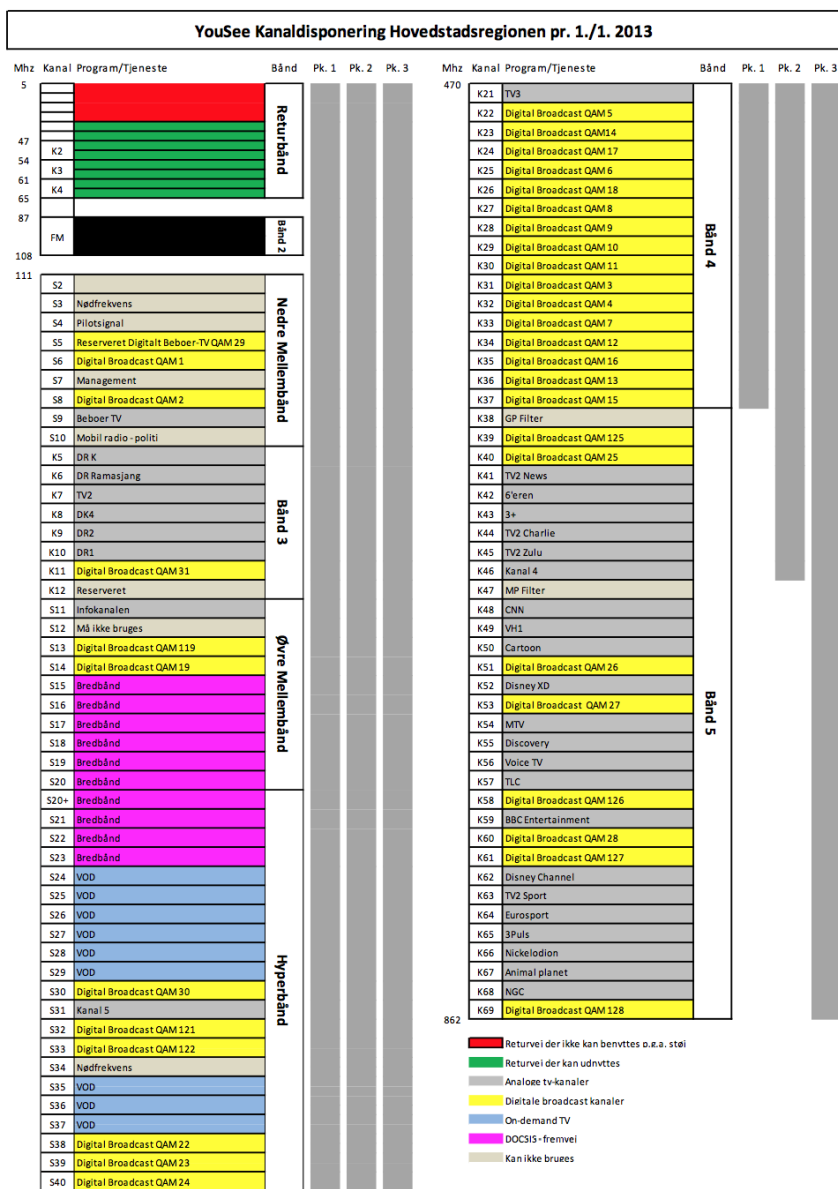 YouSee Kanaldisponering Hovedstadsregionen pr. 1./1. 2013
Mhz Kanal Program/Tjeneste Bånd Pk. 1 Pk. 2 Pk. 3
5
47
K2
54
K3
61
K4
65
Returbånd
87
FM
Bånd 2
108
111
S2
S3 Nødfrekvens
S4 Pilotsignal
S5 Reserveret Digitalt Beboer-TV QAM 29
S6 Digital Broadcast QAM 1
S7 Management
S8 Digital Broadcast QAM 2
S9 Beboer TV
S10 Mobil radio - politi
Nedre Mellembånd
K5 DR K
K6 DR Ramasjang
K7 TV2
K8 DK4
K9 DR2
K10 DR1
K11 Digital Broadcast QAM 31
K12 Reserveret
Bånd 3
S11 Infokanalen
S12 Må ikke bruges
S13 Digital Broadcast QAM 119
S14 Digital Broadcast QAM 19
S15 Bredbånd
S16 Bredbånd
S17 Bredbånd
S18 Bredbånd
S19 Bredbånd
S20 Bredbånd
Øvre Mellembånd
S20+ Bredbånd
S21 Bredbånd
S22 Bredbånd
S23 Bredbånd
S24 VOD
S25 VOD
S26 VOD
S27 VOD
S28 VOD
S29 VOD
S30 Digital Broadcast QAM 30
S31 Kanal 5
S32 Digital Broadcast QAM 121
S33 Digital Broadcast QAM 122
S34 Nødfrekvens
S35 VOD
S36 VOD
S37 VOD
S38 Digital Broadcast QAM 22
S39 Digital Broadcast QAM 23
S40 Digital Broadcast QAM 24
Hyperbånd
Mhz Kanal Program/Tjeneste Bånd Pk. 1 Pk. 2 Pk. 3
470
K21 TV3
K22 Digital Broadcast QAM 5
K23 Digital Broadcast QAM14
K24 Digital Broadcast QAM 17
K25 Digital Broadcast QAM 6
K26 Digital Broadcast QAM 18
K27 Digital Broadcast QAM 8
K28 Digital Broadcast QAM 9
K29 Digital Broadcast QAM 10
K30 Digital Broadcast QAM 11
K31 Digital Broadcast QAM 3
K32 Digital Broadcast QAM 4
K33 Digital Broadcast QAM 7
K34 Digital Broadcast QAM 12
K35 Digital Broadcast QAM 16
K36 Digital Broadcast QAM 13
K37 Digital Broadcast QAM 15
Bånd 4
K38 GP Filter
K39 Digital Broadcast QAM 125
K40 Digital Broadcast QAM 25
K41 TV2 News
K42 6'eren
K43 3+
K44 TV2 Charlie
K45 TV2 Zulu
K46 Kanal 4
K47 MP Filter
K48 CNN
K49 VH1
K50 Cartoon
K51 Digital Broadcast QAM 26
K52 Disney XD
K53 Digital Broadcast QAM 27
K54 MTV
K55 Discovery
K56 Voice TV
K57 TLC
K58 Digital Broadcast QAM 126
K59 BBC Entertainment
K60 Digital Broadcast QAM 28
K61 Digital Broadcast QAM 127
K62 Disney Channel
K63 TV2 Sport
K64 Eurosport
K65 3Puls
K66 Nickelodion
K67 Animal planet
K68 NGC
K69 Digital Broadcast QAM 128
Bånd 5
862
Returvej der ikke kan benyttes p.g.a. støj
Returvej der kan udnyttes
Analoge tv-kanaler
Digitale broadcast kanaler
On-demand TV
DOCSIS - fremvej
Kan ikke bruges